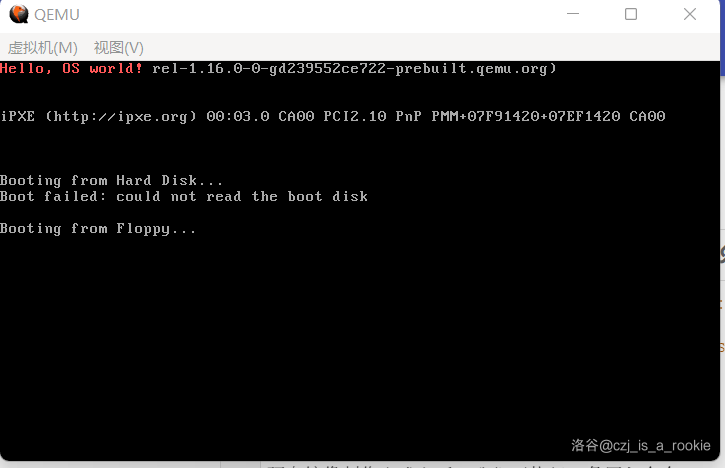 QEMU
虚拟机(M) 视图(V)
Hello, OS world! rel-1.16.0-0-gd239552ce722-prebuilt.qemu.org)
iPXE (http://ipxe.org) 00:03.0 CA00 PCI2.10 PnP PMM+07F91420+07EF1420 CA00
Booting from Hard Disk...
Boot failed: could not read the boot disk
Booting from Floppy...
洛谷@czj_is_a_rookie